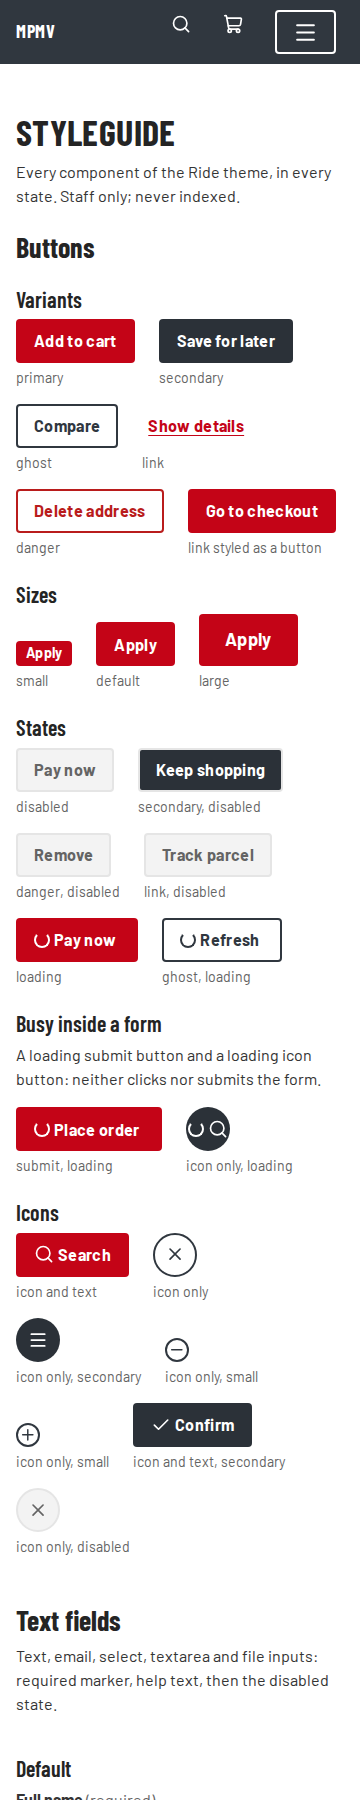 MPMV
STYLEGUIDE
Every component of the Ride theme, in every
state. Staff only; never indexed.
Buttons
Variants
Add to cart
Save for later
primary
secondary
Compare
Show details
ghost
link
Delete address
Go to checkout
danger
link styled as a button
Sizes
Apply
Apply
Apply
small
default
large
States
Pay now
Keep shopping
disabled
secondary, disabled
Remove
Track parcel
danger, disabled
link, disabled
Pay now
Refresh
loading
ghost, loading
Busy inside a form
A loading submit button and a loading icon
button: neither clicks nor submits the form.
Place order
submit, loading
icon only, loading
Icons
Search
icon and text
icon only
icon only, secondary
icon only, small
Confirm
icon only, small
icon and text, secondary
icon only, disabled
Text fields
Text, email, select, textarea and file inputs:
required marker, help text, then the disabled
state.
Default
Full name (required)